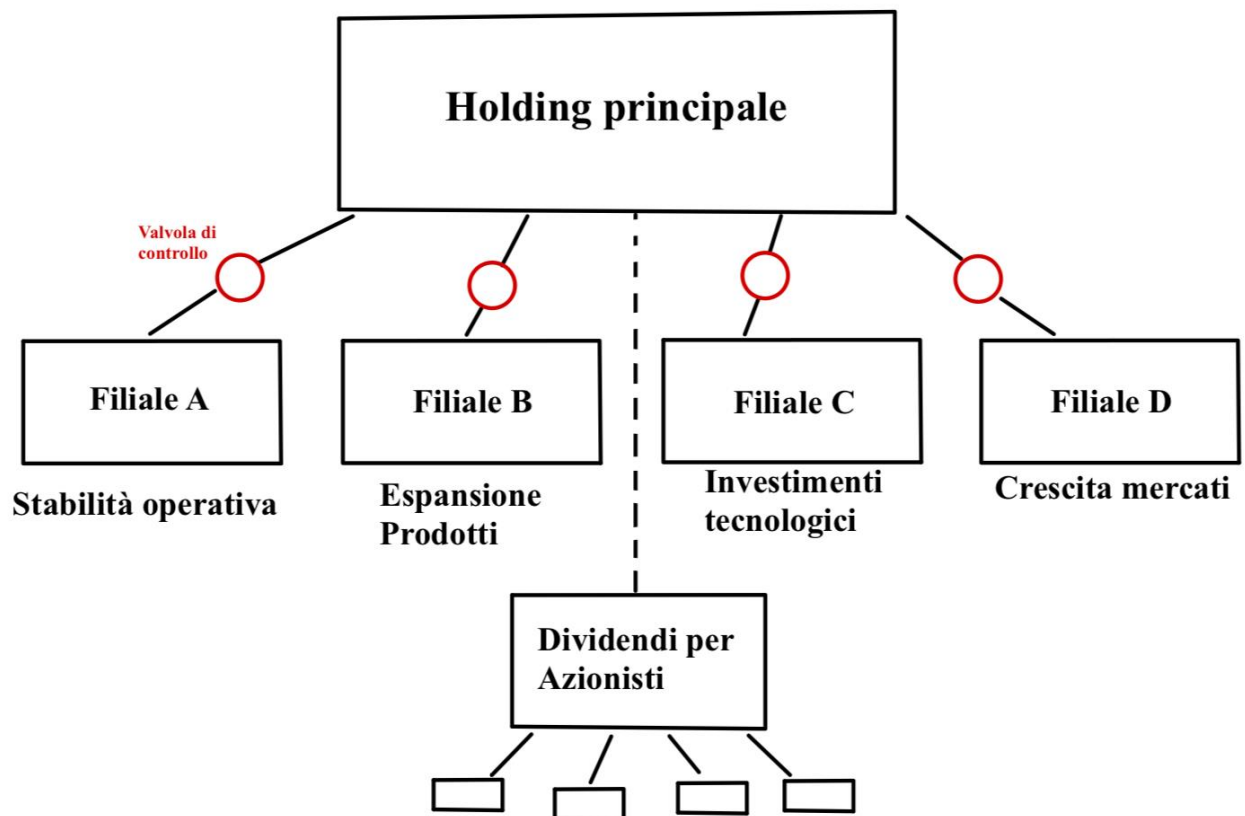 Holding principale
Valvola di
controllo
Filiale A
Filiale B
Filiale C
Filiale D
Stabilità operativa
Espansione
Prodotti
Investimenti
tecnologici
Crescita mercati
Dividendi per
Azionisti